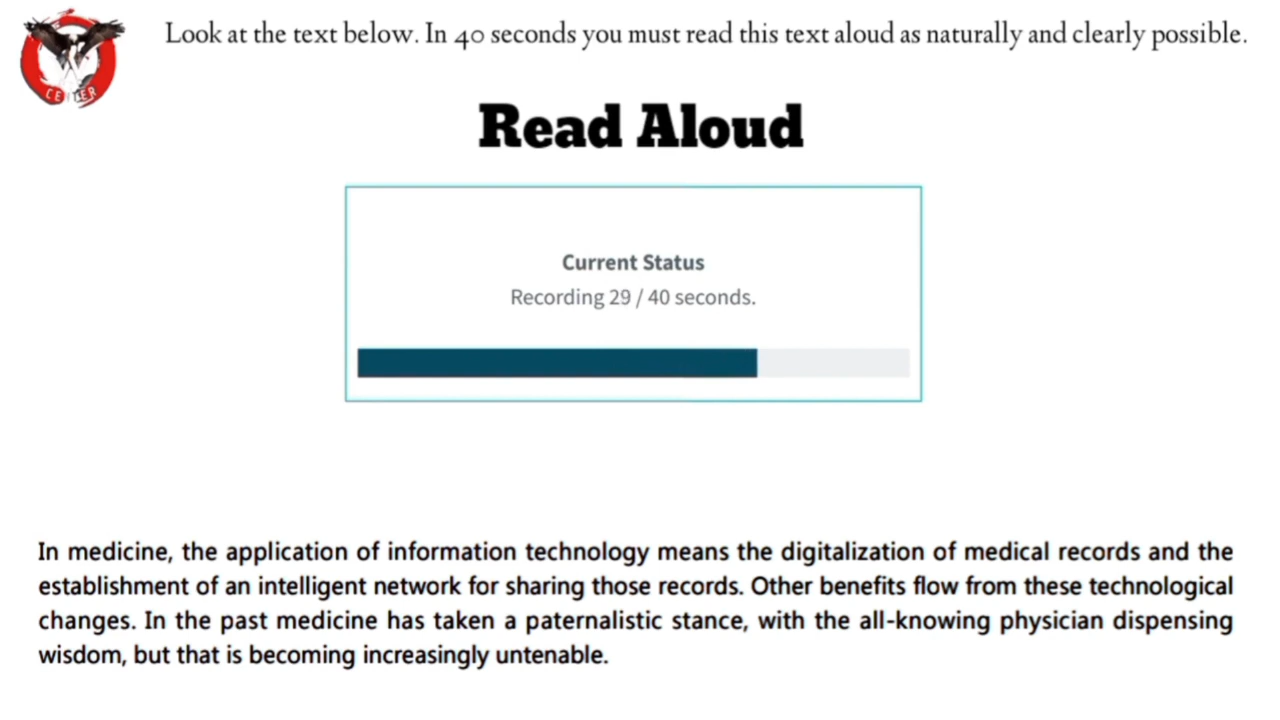 Look at the text below. In 40 seconds you must read this text aloud as naturally and clearly possible.
CENTER
Read Aloud
Current Status
Recording 29 / 40 seconds.
In medicine, the application of information technology means the digitalization of medical records and the
establishment of an intelligent network for sharing those records. Other benefits flow from these technological
changes. In the past medicine has taken a paternalistic stance, with the all-knowing physician dispensing
wisdom, but that is becoming increasingly untenable.